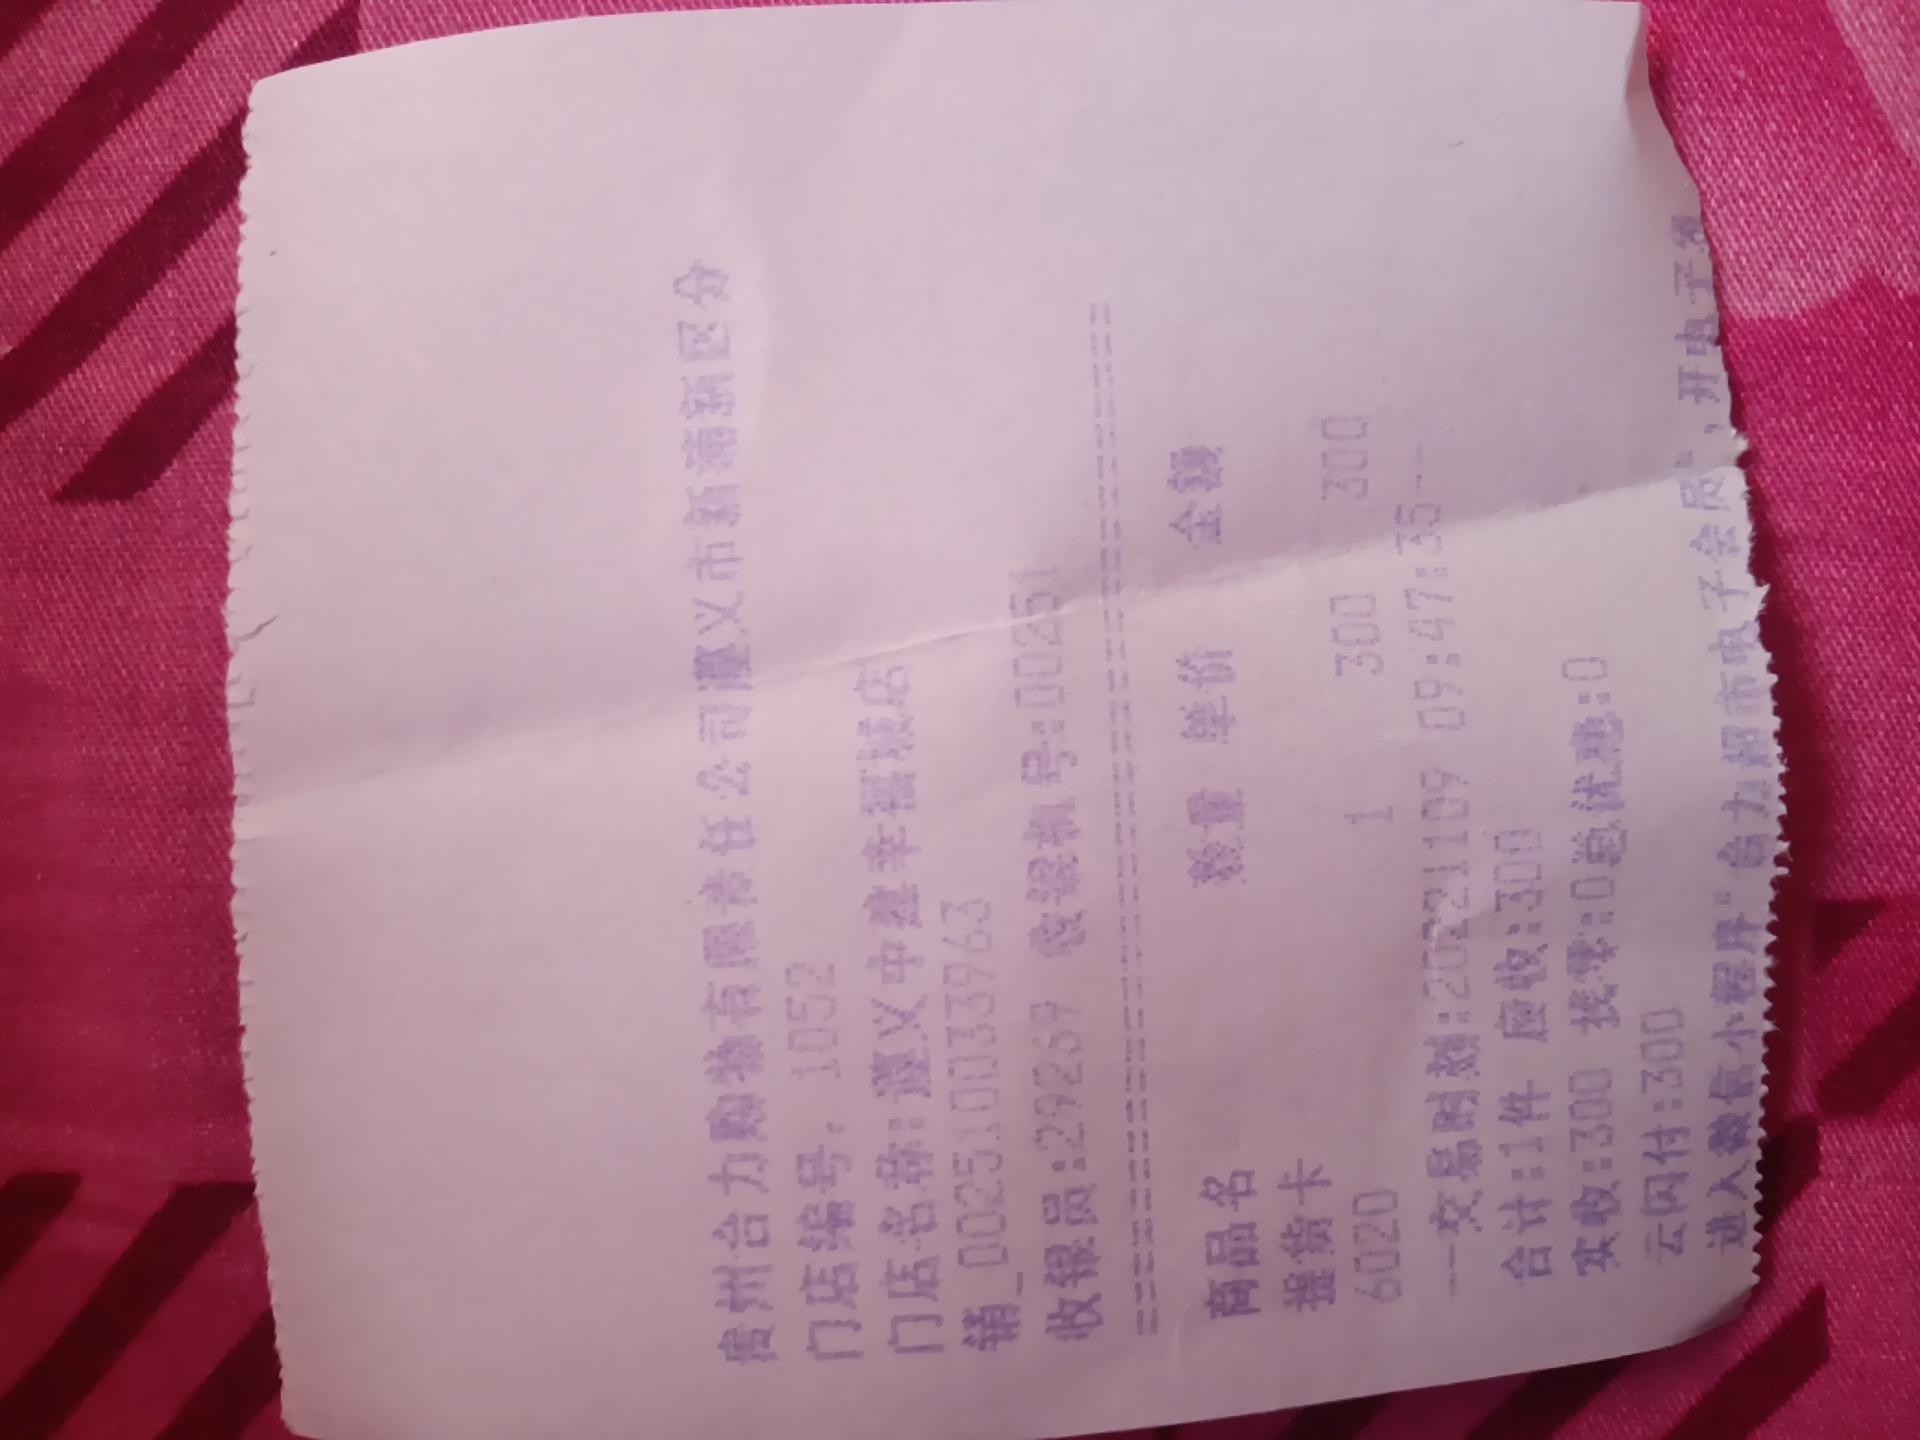 贵州合力购物有限责任公司遵义市新蒲新区分
门店编号: 1052
门店名称:遵义中建幸福城店
销_002510033963
收银员:29269 收银机号:00251
================================
商品名 数量 单价 金额
提货卡
6020 1 300 300
--交易时刻:20221109 09:47:35--
合计:1件 应收:300
实收:300 找零:0总优惠:0
云闪付:300
进入微信小程序"合力超市电子会员",开电子发